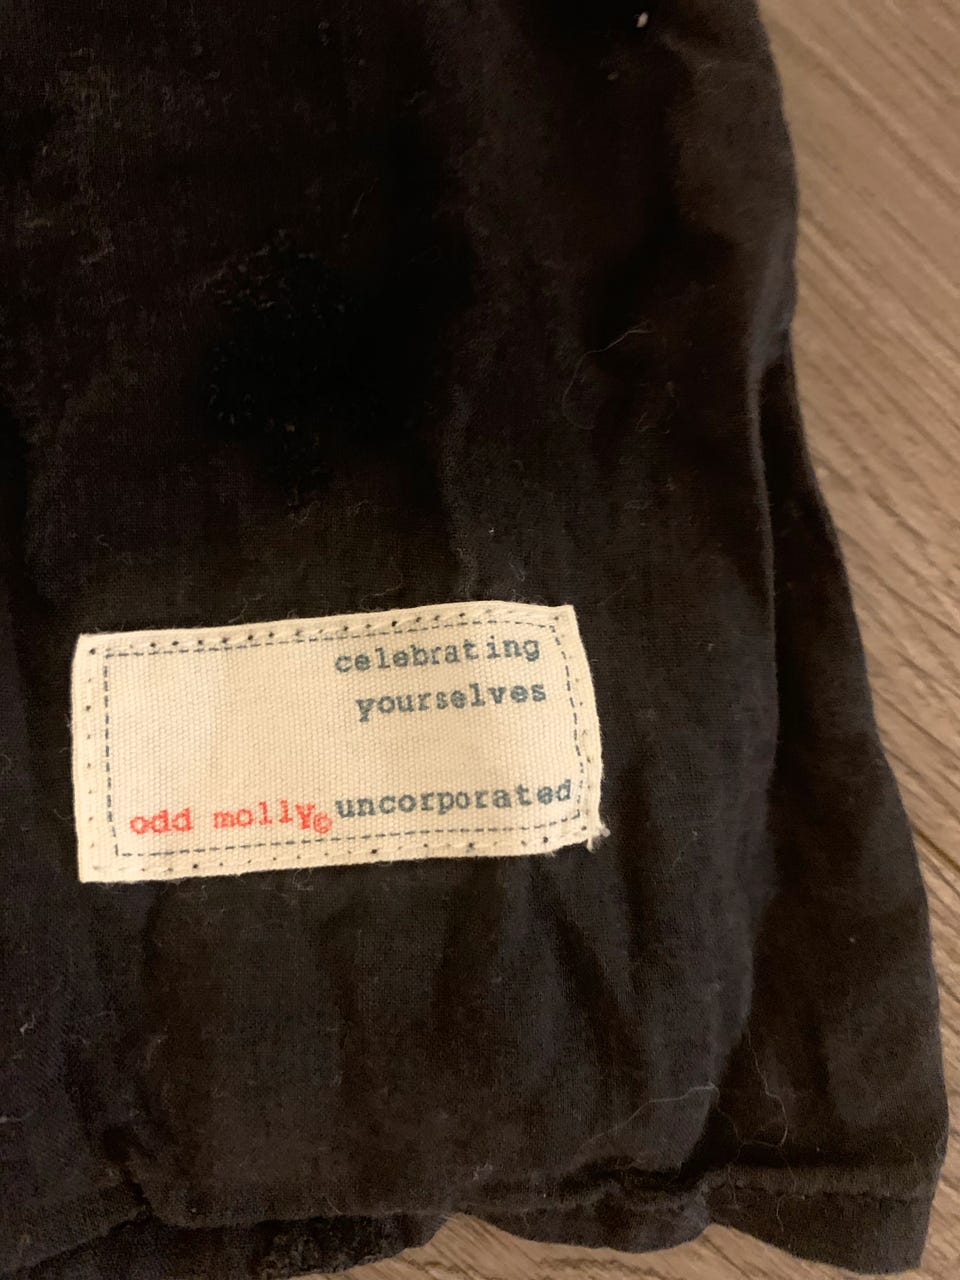 celebrating
yourselves
odd molly© uncorporated